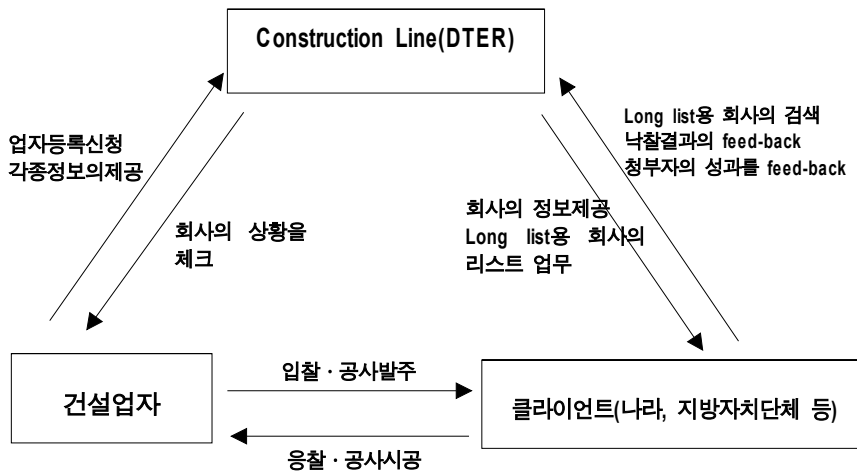 Construction Line(DTER)
업자등록신청
각종정보의제공
Long list용 회사의 검색
낙찰결과의 feed-back
청부자의 성과를 feed-back
회사의 상황을
체크
회사의 정보제공
Long list용 회사의
리스트 업무
건설업자
입찰 · 공사발주
클라이언트(나라, 지방자치단체 등)
응찰 · 공사시공